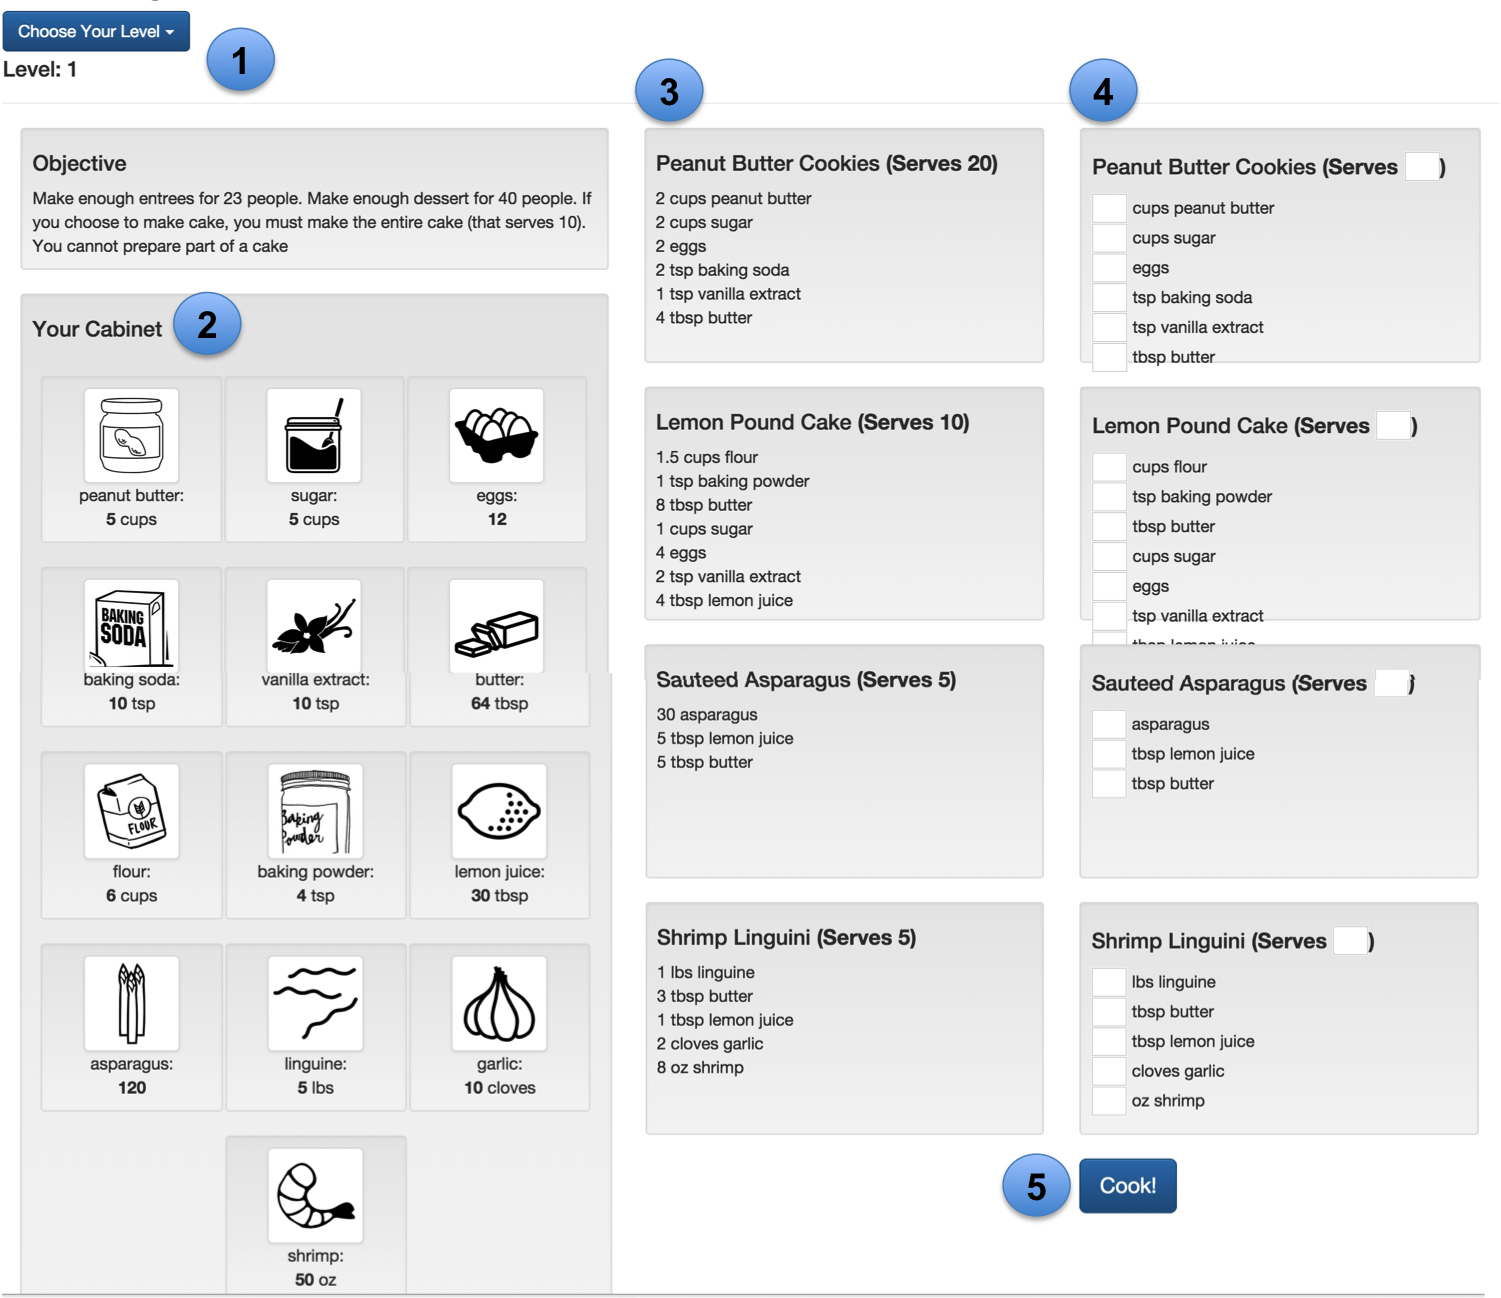 Choose Your Level
1
Level: 1
Objective
Make enough entrees for 23 people. Make enough dessert for 40 people. If
you choose to make cake, you must make the entire cake (that serves 10).
You cannot prepare part of a cake
Your Cabinet
2
peanut butter:
5 cups
sugar:
5 cups
eggs:
12
BAKING
SODA
baking soda:
10 tsp
vanilla extract:
10 tsp
butter:
64 tbsp
FLOUR
flour:
6 cups
Baking
Powder
baking powder:
4 tsp
lemon juice:
30 tbsp
asparagus:
120
linguine:
5 lbs
garlic:
10 cloves
shrimp:
50 oz
3
Peanut Butter Cookies (Serves 20)
2 cups peanut butter
2 cups sugar
2 eggs
2 tsp baking soda
1 tsp vanilla extract
4 tbsp butter
Lemon Pound Cake (Serves 10)
1.5 cups flour
1 tsp baking powder
8 tbsp butter
1 cups sugar
4 eggs
2 tsp vanilla extract
4 tbsp lemon juice
Sauteed Asparagus (Serves 5)
30 asparagus
5 tbsp lemon juice
5 tbsp butter
Shrimp Linguini (Serves 5)
1 lbs linguine
3 tbsp butter
1 tbsp lemon juice
2 cloves garlic
8 oz shrimp
4
Peanut Butter Cookies (Serves )
cups peanut butter
cups sugar
eggs
tsp baking soda
tsp vanilla extract
tbsp butter
Lemon Pound Cake (Serves )
cups flour
tsp baking powder
tbsp butter
cups sugar
eggs
tsp vanilla extract
tbsp lemon juice
Sauteed Asparagus (Serves )
asparagus
tbsp lemon juice
tbsp butter
Shrimp Linguini (Serves )
lbs linguine
tbsp butter
tbsp lemon juice
cloves garlic
oz shrimp
5
Cook!